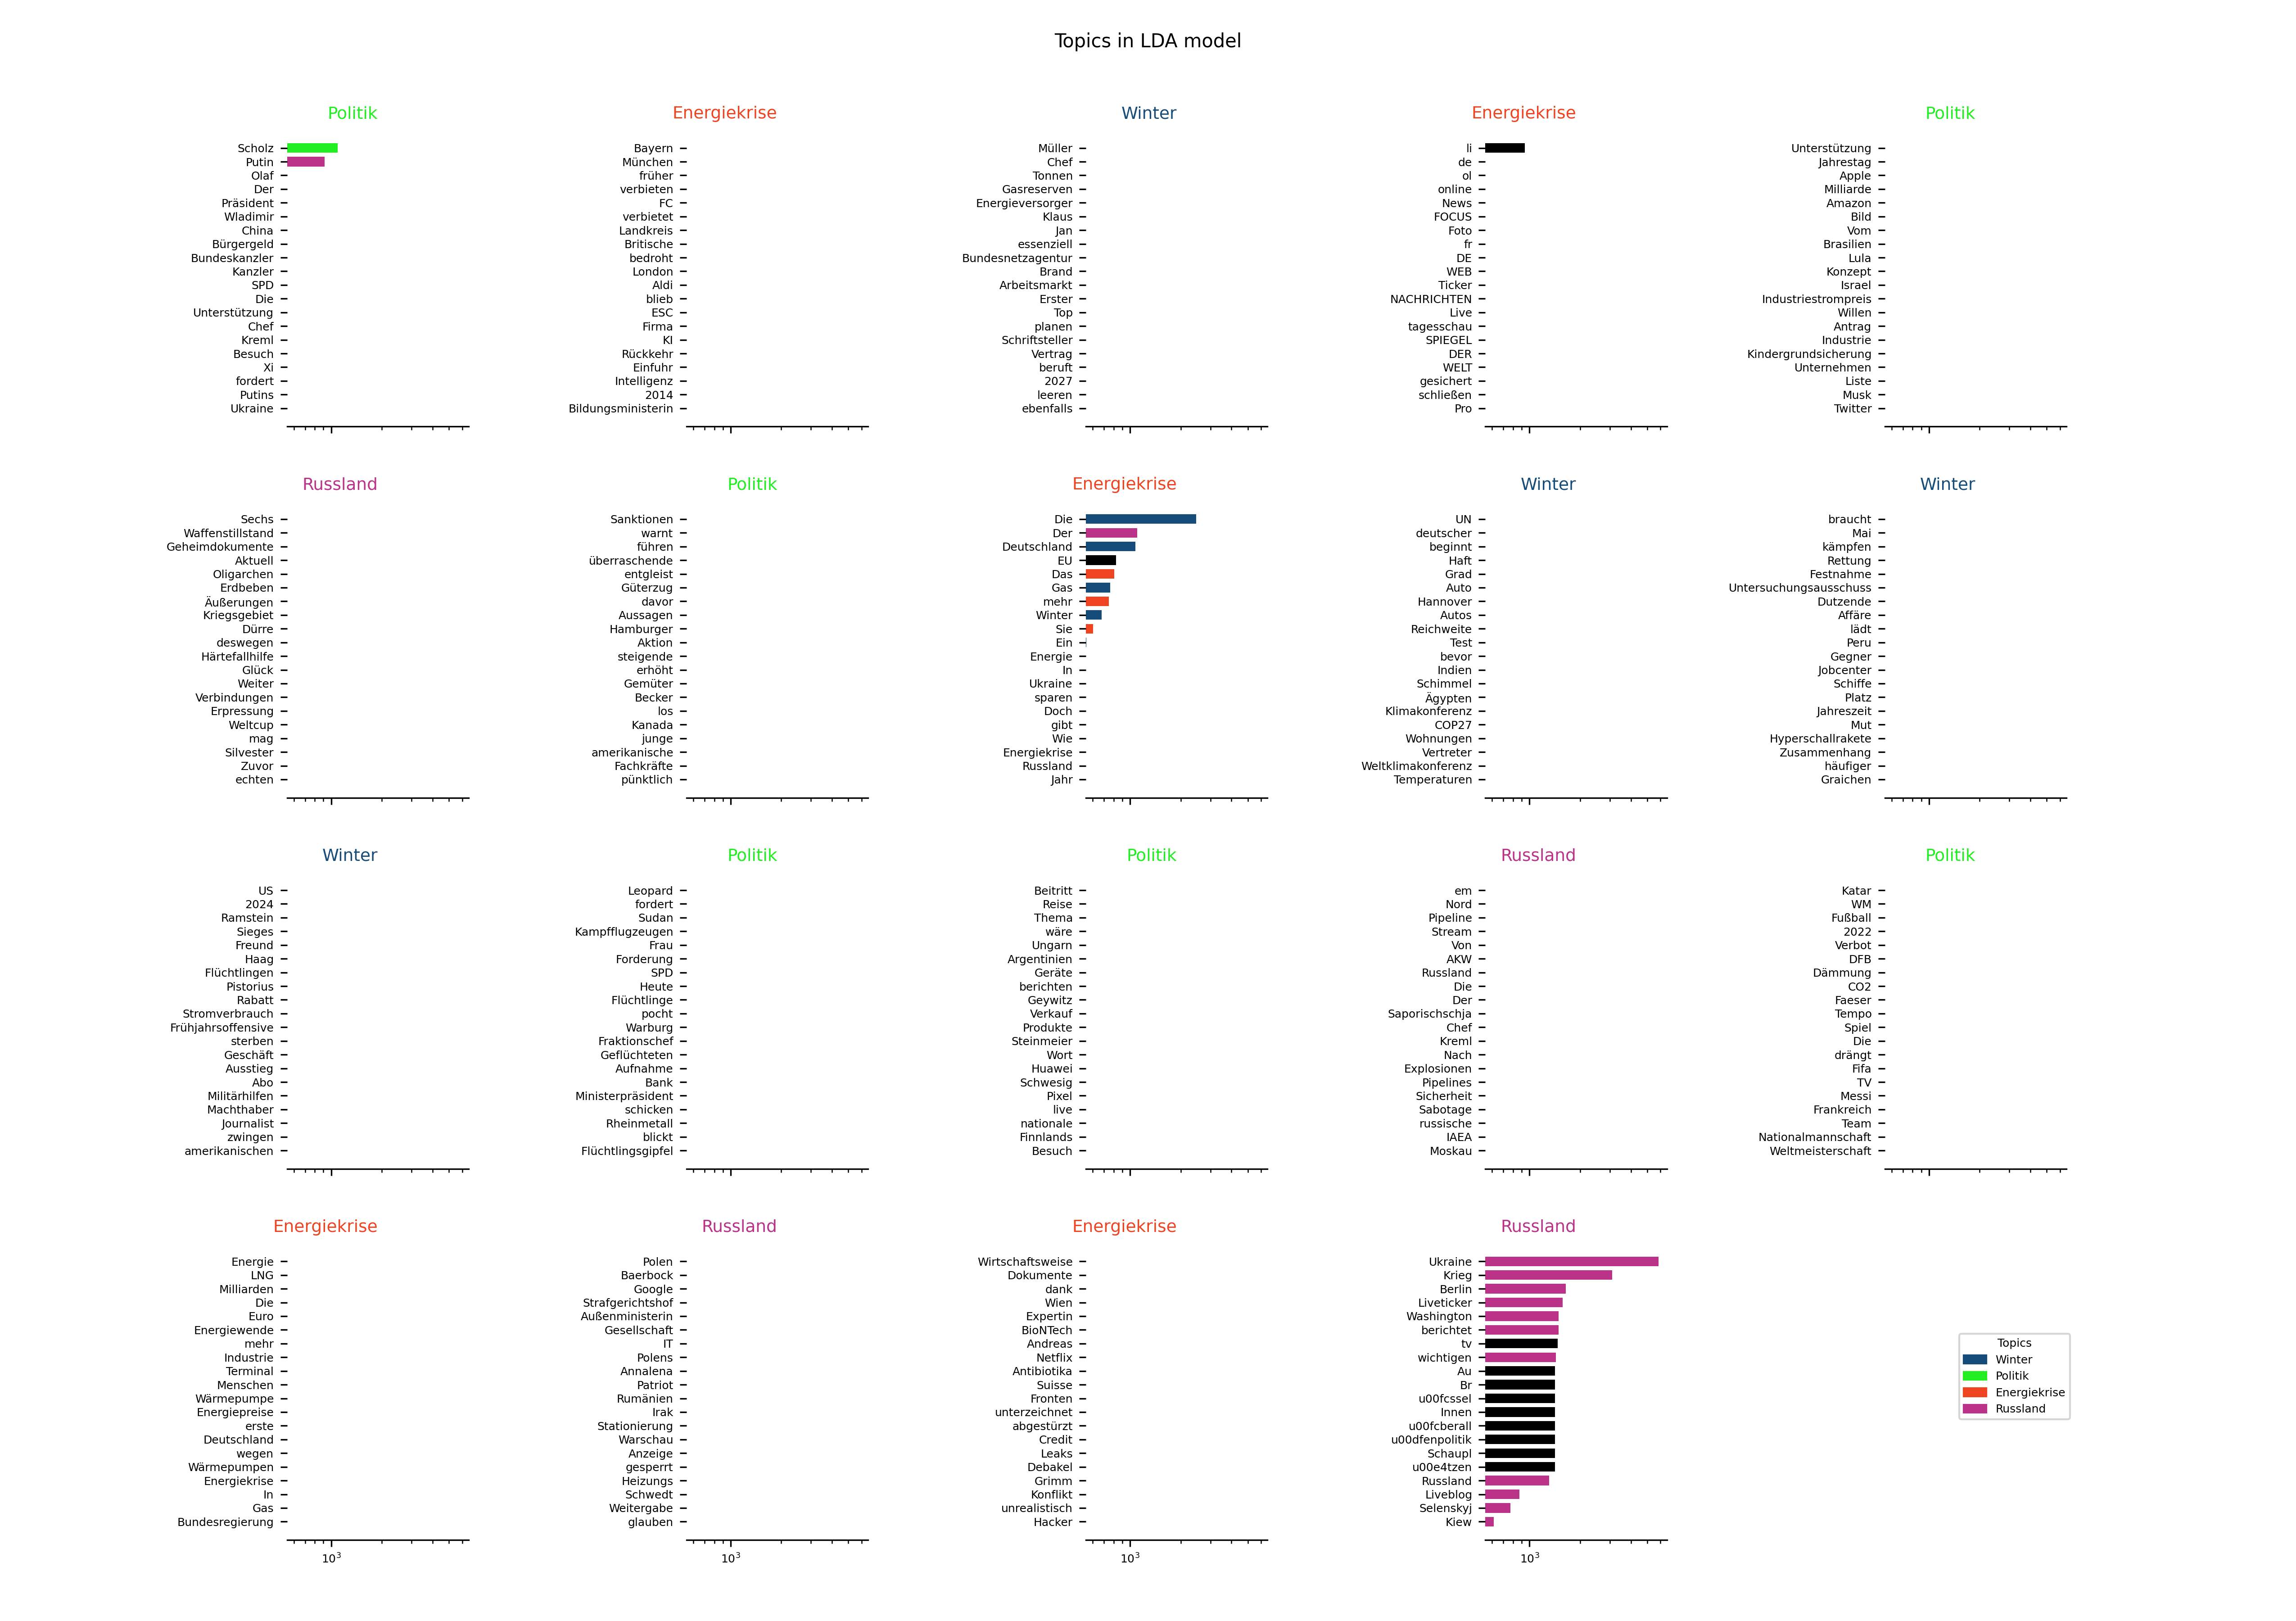 Topics in LDA model
Politik
Scholz
Putin
Olaf
Der
Präsident
Wladimir
China
Bürgergeld
Bundeskanzler
Kanzler
SPD
Die
Unterstützung
Chef
Kreml
Besuch
Xi
fordert
Putins
Ukraine
Energiekrise
Bayern
München
früher
verbieten
FC
verbietet
Landkreis
Britische
bedroht
London
Aldi
blieb
ESC
Firma
KI
Rückkehr
Einfuhr
Intelligenz
2014
Bildungsministerin
Winter
Müller
Chef
Tonnen
Gasreserven
Energieversorger
Klaus
Jan
essenziell
Bundesnetzagentur
Brand
Arbeitsmarkt
Erster
Top
planen
Schriftsteller
Vertrag
beruft
2027
leeren
ebenfalls
Energiekrise
li
de
ol
online
News
FOCUS
Foto
fr
DE
WEB
Ticker
NACHRICHTEN
Live
tagesschau
SPIEGEL
DER
WELT
gesichert
schließen
Pro
Politik
Unterstützung
Jahrestag
Apple
Milliarde
Amazon
Bild
Vom
Brasilien
Lula
Konzept
Israel
Industriestrompreis
Willen
Antrag
Industrie
Kindergrundsicherung
Unternehmen
Liste
Musk
Twitter
Russland
Sechs
Waffenstillstand
Geheimdokumente
Aktuell
Oligarchen
Erdbeben
Äußerungen
Kriegsgebiet
Dürre
deswegen
Härtefallhilfe
Glück
Weiter
Verbindungen
Erpressung
Weltcup
mag
Silvester
Zuvor
echten
Politik
Sanktionen
warnt
führen
überraschende
entgleist
Güterzug
davor
Aussagen
Hamburger
Aktion
steigende
erhöht
Gemüter
Becker
los
Kanada
junge
amerikanische
Fachkräfte
pünktlich
Energiekrise
Die
Der
Deutschland
EU
Das
Gas
mehr
Winter
Sie
Ein
Energie
In
Ukraine
sparen
Doch
gibt
Wie
Energiekrise
Russland
Jahr
Winter
UN
deutscher
beginnt
Haft
Grad
Auto
Hannover
Autos
Reichweite
Test
bevor
Indien
Schimmel
Ägypten
Klimakonferenz
COP27
Wohnungen
Vertreter
Weltklimakonferenz
Temperaturen
Winter
braucht
Mai
kämpfen
Rettung
Festnahme
Untersuchungsausschuss
Dutzende
Affäre
lädt
Peru
Gegner
Jobcenter
Schiffe
Platz
Jahreszeit
Mut
Hyperschallrakete
Zusammenhang
häufiger
Graichen
Winter
US
2024
Ramstein
Sieges
Freund
Haag
Flüchtlingen
Pistorius
Rabatt
Stromverbrauch
Frühjahrsoffensive
sterben
Geschäft
Ausstieg
Abo
Militärhilfen
Machthaber
Journalist
zwingen
amerikanischen
Politik
Leopard
fordert
Sudan
Kampfflugzeugen
Frau
Forderung
SPD
Heute
Flüchtlinge
pocht
Warburg
Fraktionschef
Geflüchteten
Aufnahme
Bank
Ministerpräsident
schicken
Rheinmetall
blickt
Flüchtlingsgipfel
Politik
Beitritt
Reise
Thema
wäre
Ungarn
Argentinien
Geräte
berichten
Geywitz
Verkauf
Produkte
Steinmeier
Wort
Huawei
Schwesig
Pixel
live
nationale
Finnlands
Besuch
Russland
em
Nord
Pipeline
Stream
Von
AKW
Russland
Die
Der
Saporischschja
Chef
Kreml
Nach
Explosionen
Pipelines
Sicherheit
Sabotage
russische
IAEA
Moskau
Politik
Katar
WM
Fußball
2022
Verbot
DFB
Dämmung
CO2
Faeser
Tempo
Spiel
Die
drängt
Fifa
TV
Messi
Frankreich
Team
Nationalmannschaft
Weltmeisterschaft
Energiekrise
Energie
LNG
Milliarden
Die
Euro
Energiewende
mehr
Industrie
Terminal
Menschen
Wärmepumpe
Energiepreise
erste
Deutschland
wegen
Wärmepumpen
Energiekrise
In
Gas
Bundesregierung
10³
Russland
Polen
Baerbock
Google
Strafgerichtshof
Außenministerin
Gesellschaft
IT
Polens
Annalena
Patriot
Rumänien
Irak
Stationierung
Warschau
Anzeige
gesperrt
Heizungs
Schwedt
Weitergabe
glauben
10³
Energiekrise
Wirtschaftsweise
Dokumente
dank
Wien
Expertin
BioNTech
Andreas
Netflix
Antibiotika
Suisse
Fronten
unterzeichnet
abgestürzt
Credit
Leaks
Debakel
Grimm
Konflikt
unrealistisch
Hacker
10³
Russland
Ukraine
Krieg
Berlin
Liveticker
Washington
berichtet
tv
wichtigen
Au
Br
u00fcssel
Innen
u00fcberall
u00dfenpolitik
Schaupl
u00e4tzen
Russland
Liveblog
Selenskyj
Kiew
10³
Topics
Winter
Politik
Energiekrise
Russland